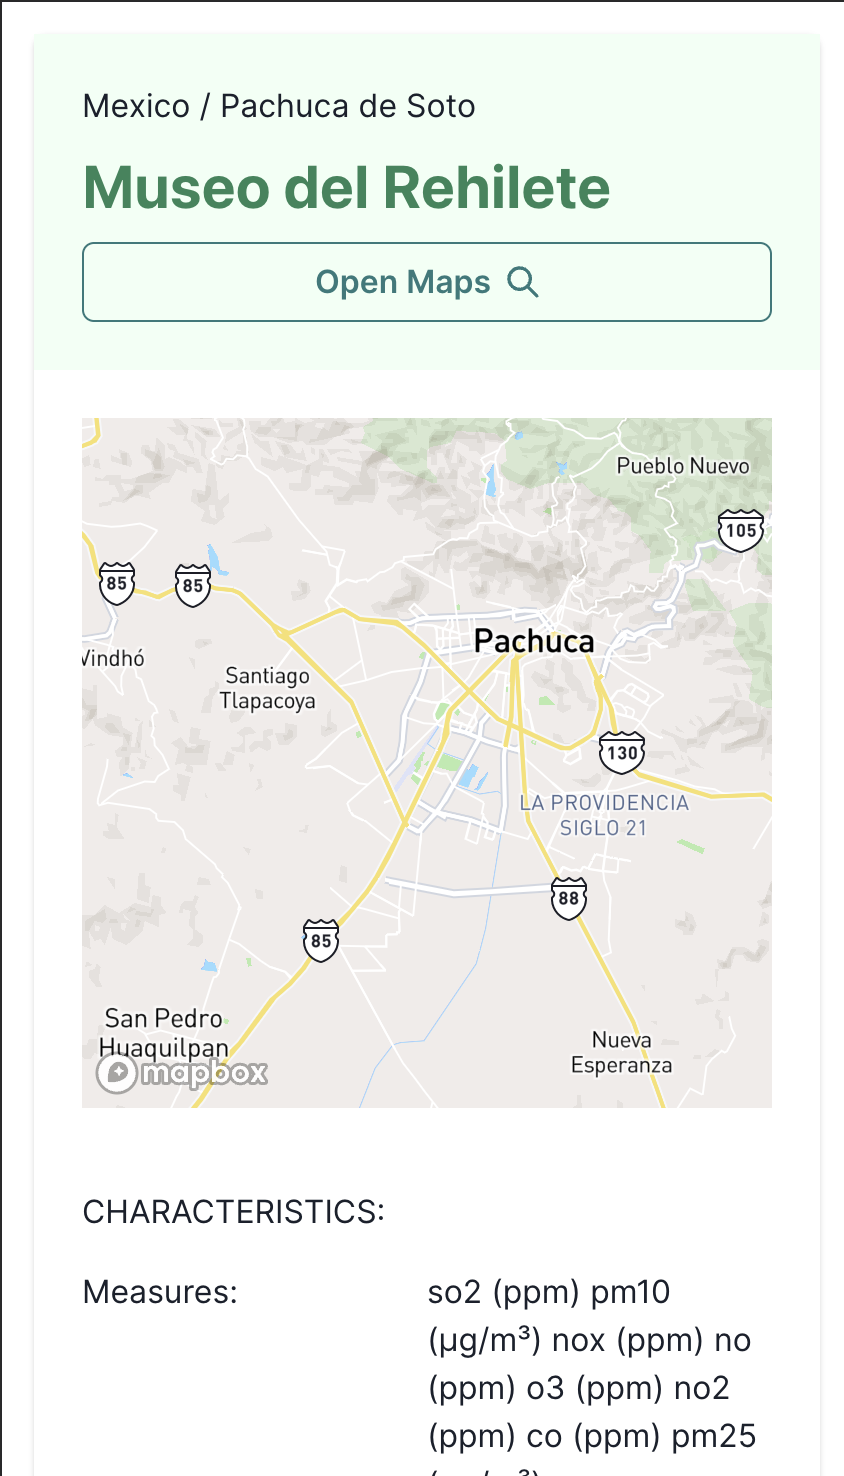 Mexico / Pachuca de Soto
Museo del Rehilete
Open Maps
Pueblo Nuevo
105
85
85
Pachuca
Vindhó
Santiago
Tlapacoya
130
LA PROVIDENCIA
SIGLO 21
88
85
San Pedro
Huaquilpan
Nueva
Esperanza
mapbox
CHARACTERISTICS:
Measures:
so2 (ppm) pm10
(µg/m³) nox (ppm) no
(ppm) o3 (ppm) no2
(ppm) co (ppm) pm25